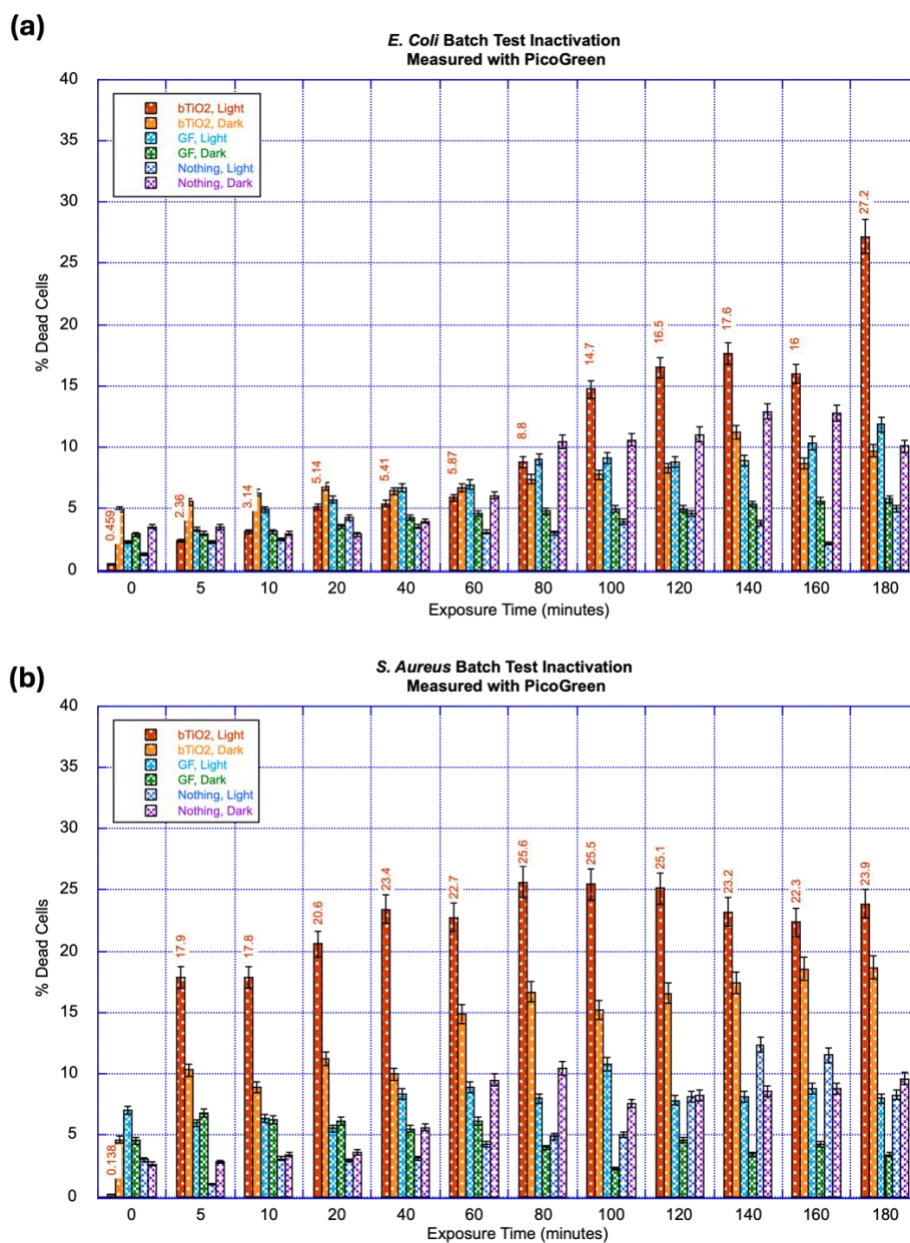 (a)
E. Coli Batch Test Inactivation
Measured with PicoGreen
40
35
30
25
20
15
10
5
0
% Dead Cells
bTiO2, Light
bTiO2, Dark
GF, Light
GF, Dark
Nothing, Light
Nothing, Dark
0.459
2.36
3.14
5.14
5.41
5.87
8.8
14.7
16.5
17.6
16
27.2
0 5 10 20 40 60 80 100 120 140 160 180
Exposure Time (minutes)
(b)
S. Aureus Batch Test Inactivation
Measured with PicoGreen
40
35
30
25
20
15
10
5
0
% Dead Cells
bTiO2, Light
bTiO2, Dark
GF, Light
GF, Dark
Nothing, Light
Nothing, Dark
0.138
17.9
17.8
20.6
23.4
22.7
25.6
25.5
25.1
23.2
22.3
23.9
0 5 10 20 40 60 80 100 120 140 160 180
Exposure Time (minutes)